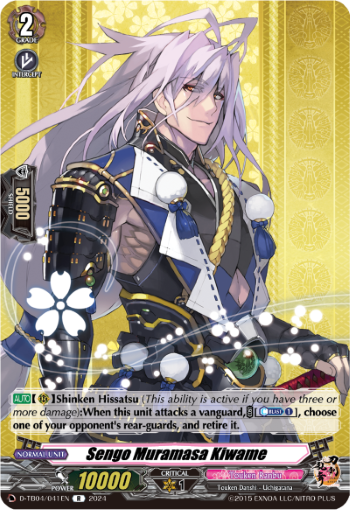 2
GRADE
INTERCEPT
5000
SHIELD
AUTO Shinken Hissatsu (This ability is active if you have three or
more damage):When this unit attacks a vanguard, [BLAST 1], choose
one of your opponent's rear-guards, and retire it.
NORMAL UNIT
Sengo Muramasa Kiwame
Touken Ranbu
POWER 10000
CRITICAL
1
Touken Danshi - Uchigatana
D-TB04/041EN R 2024
©2015 EXNOA LLC/NITRO PLUS